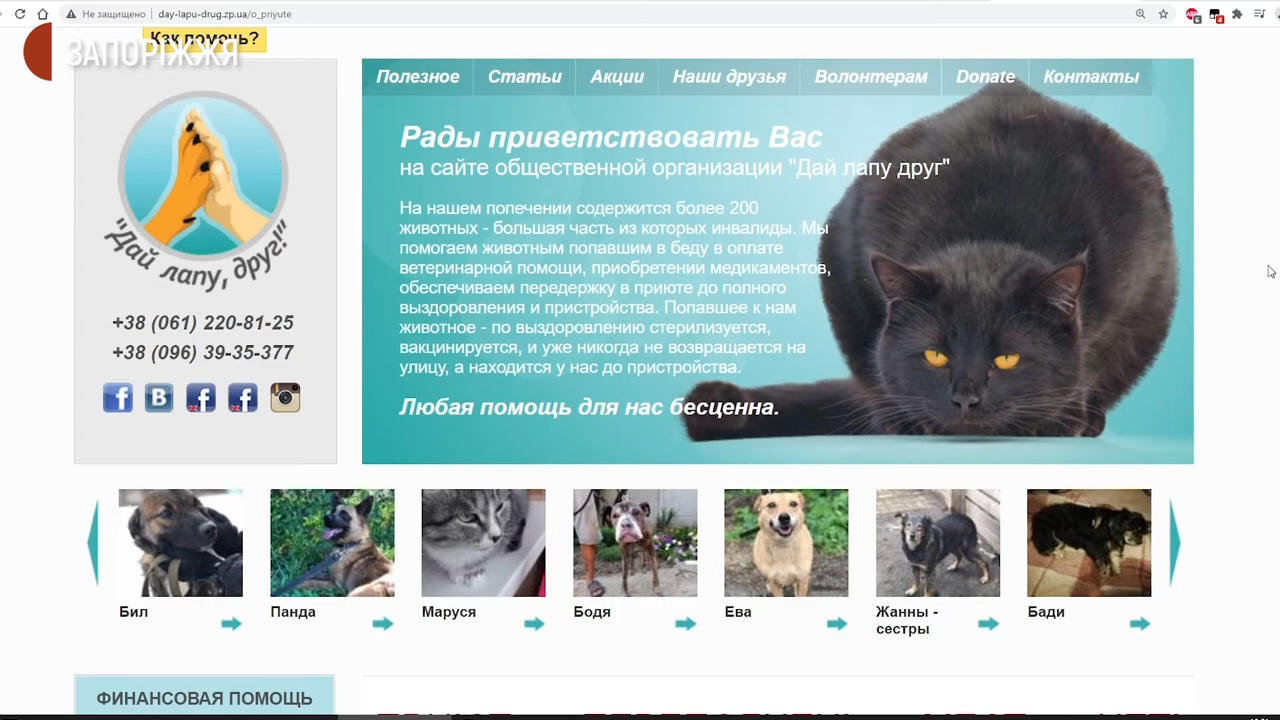 Не защищено
day-lapu-drug.zp.ua/o_priyute
6
4
Как помочь?
ЗАПОРІЖЖЯ
"Дай лапу, друг!"
+38 (061) 220-81-25
+38 (096) 39-35-377
Полезное
Статьи
Акции
Наши друзья
Волонтерам
Donate
Контакты
Рады приветствовать Вас
на сайте общественной организации "Дай лапу друг"
На нашем попечении содержится более 200
животных - большая часть из которых инвалиды. Мы
помогаем животным попавшим в беду в оплате
ветеринарной помощи, приобретении медикаментов,
обеспечиваем передержку в приюте до полного
выздоровления и пристройства. Попавшее к нам
животное - по выздоровлению стерилизуется,
вакцинируется, и уже никогда не возвращается на
улицу, а находится у нас до пристройства.
Любая помощь для нас бесценна.
Бил
Панда
Маруся
Бодя
Ева
Жанны -
сестры
Бади
ФИНАНСОВАЯ ПОМОЩЬ